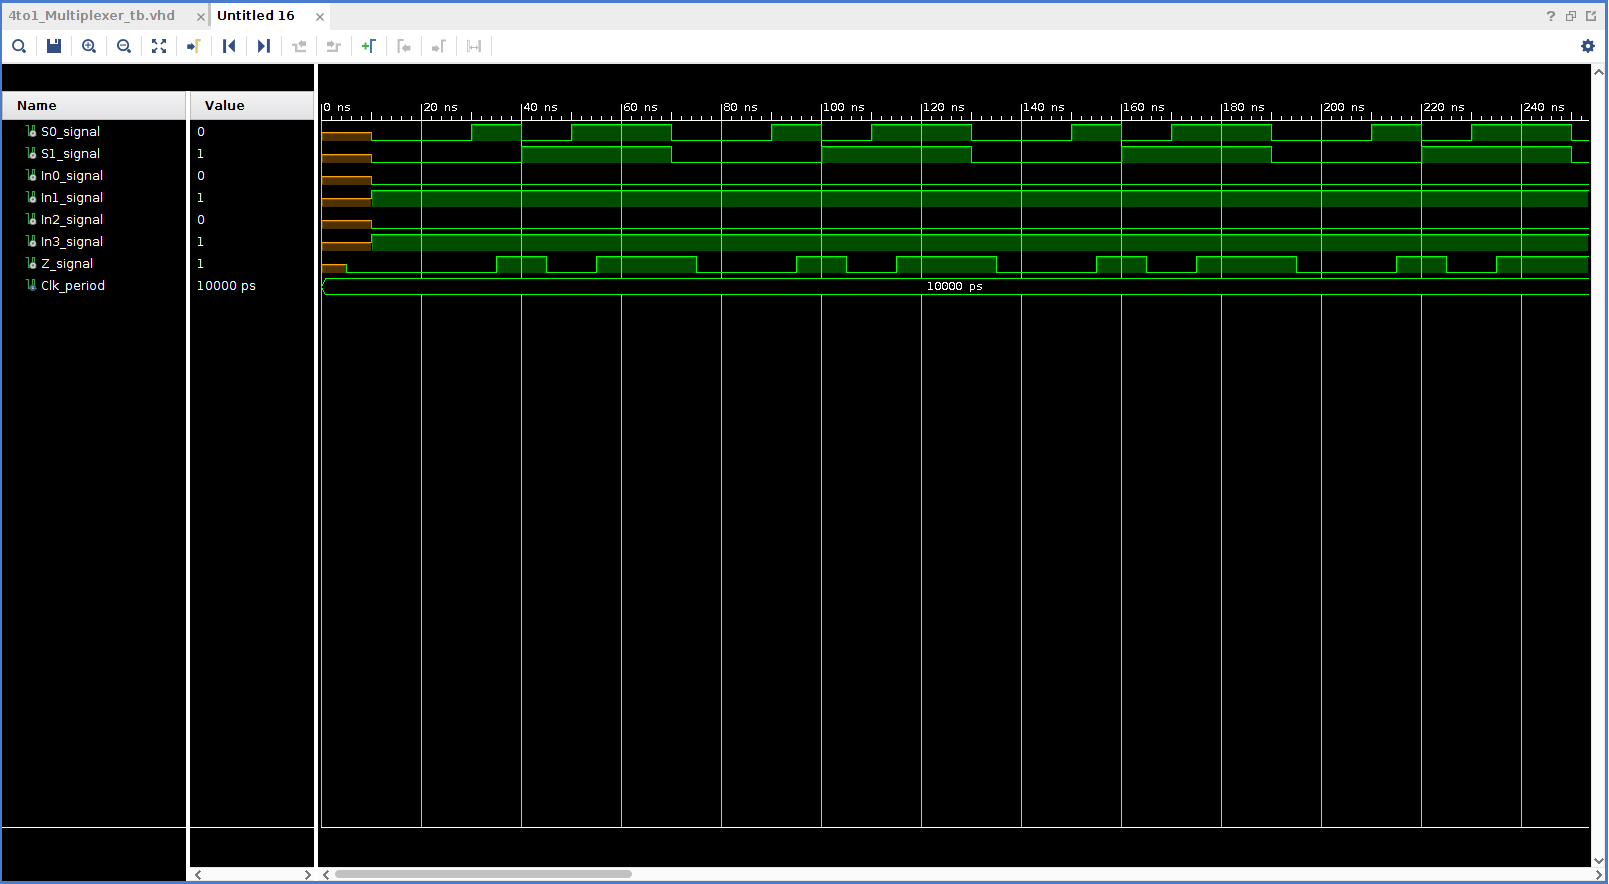 4to1_Multiplexer_tb.vhd × Untitled 16 × ?
Name Value 0 ns 20 ns 40 ns 60 ns 80 ns 100 ns 120 ns 140 ns 160 ns 180 ns 200 ns 220 ns 240 ns
S0_signal 0
S1_signal 1
In0_signal 0
In1_signal 1
In2_signal 0
In3_signal 1
Z_signal 1
Clk_period 10000 ps 10000 ps